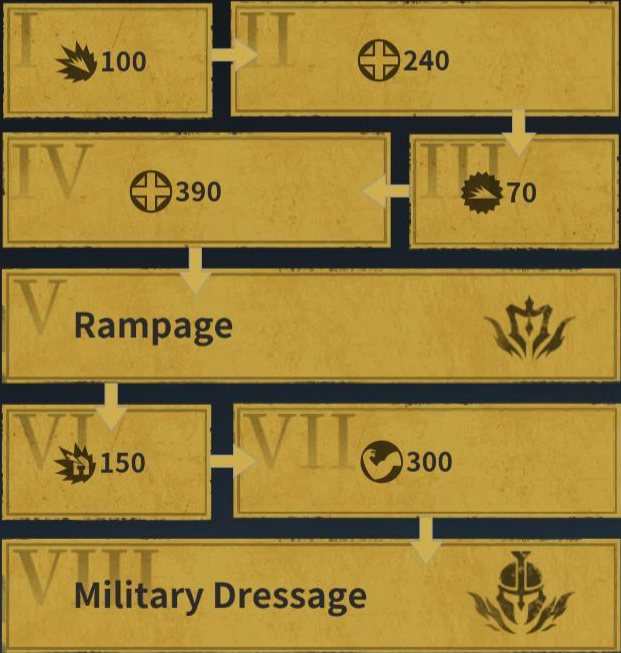 I 100
II 240
III 70
IV 390
V Rampage
VI 150
VII 300
VIII Military Dressage